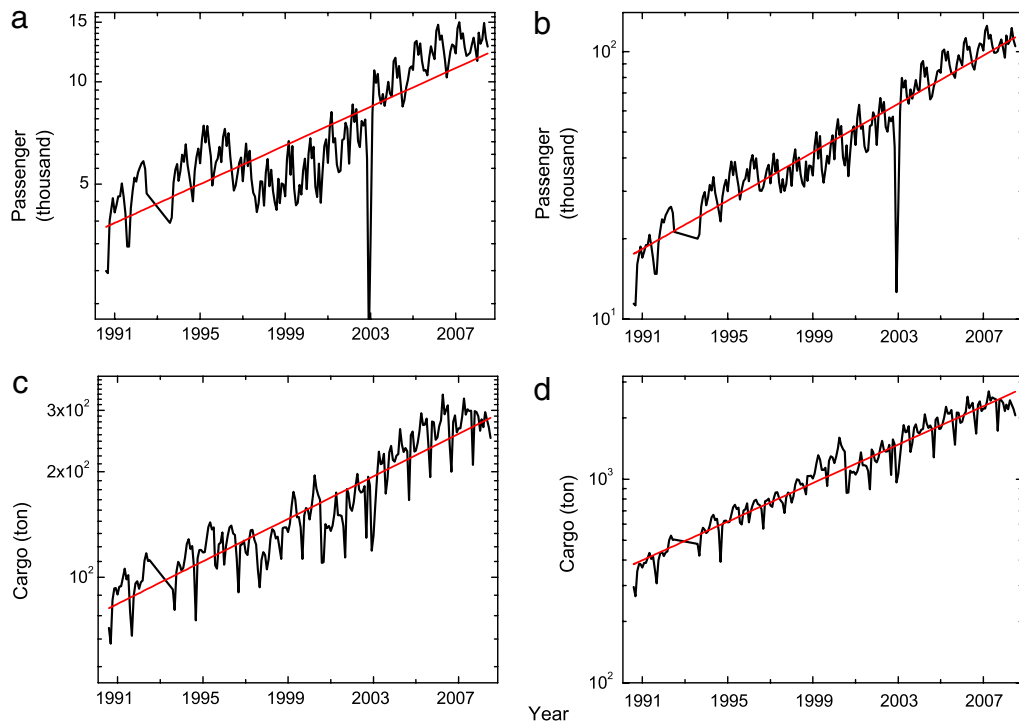 a
15
10
5
Passenger
(thousand)
1991 1995 1999 2003 2007
b
10²
10¹
Passenger
(thousand)
1991 1995 1999 2003 2007
c
3x10²
2x10²
10²
Cargo (ton)
1991 1995 1999 2003 2007
d
10³
10²
Cargo (ton)
1991 1995 1999 2003 2007
Year